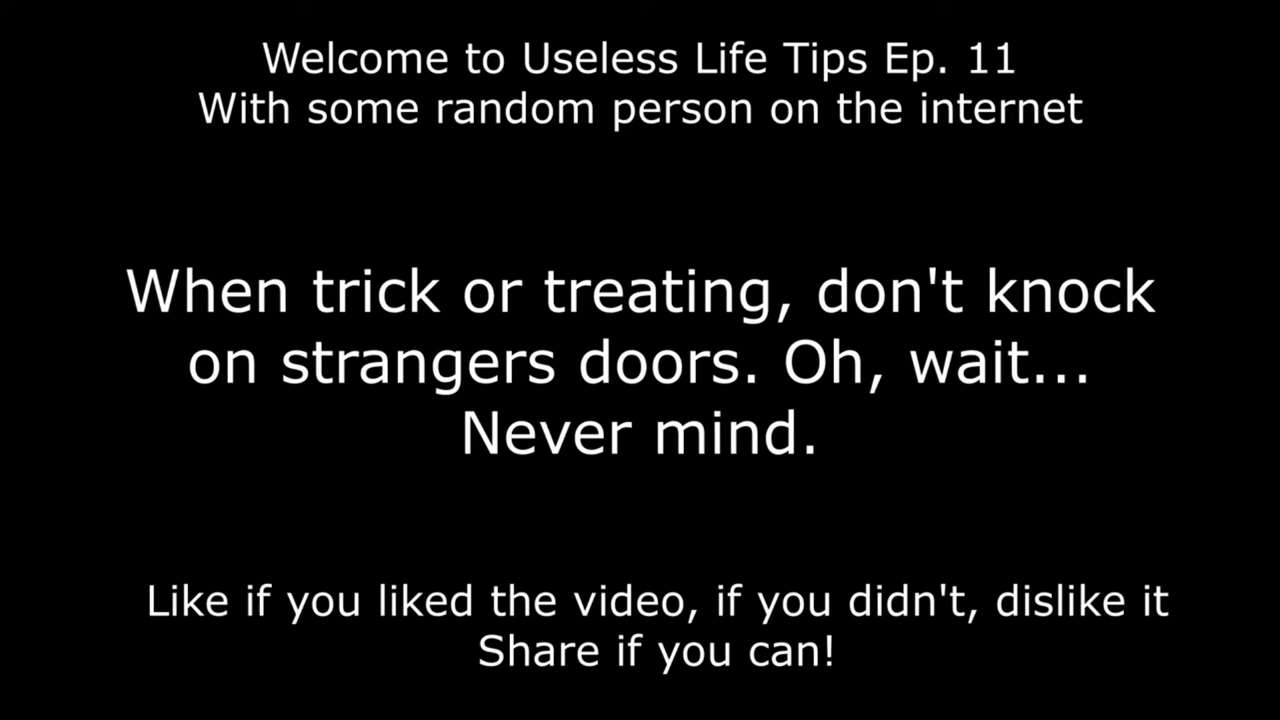 Welcome to Useless Life Tips Ep. 11
With some random person on the internet
When trick or treating, don't knock
on strangers doors. Oh, wait...
Never mind.
Like if you liked the video, if you didn't, dislike it
Share if you can!